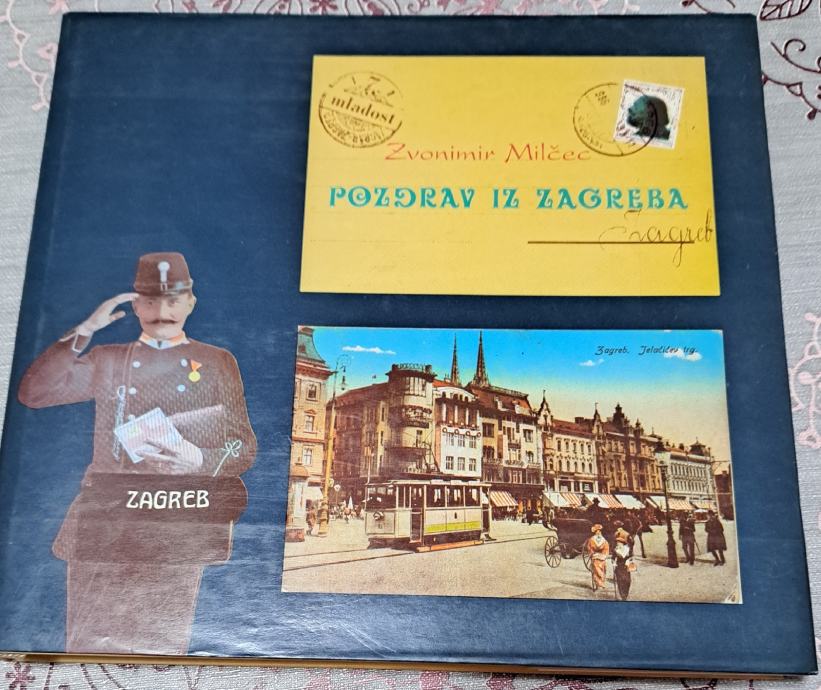 mladost
Zvonimir Milčec
POZDRAV IZ ZAGREBA
Zagreb
Zagreb. Jelačićev trg.
ZAGREB